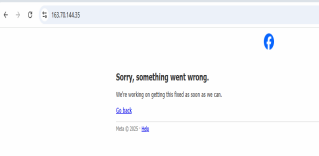 163.70.144.35
Sorry, something went wrong.
We're working on getting this fixed as soon as we can.
Go back
Meta © 2025 · Help